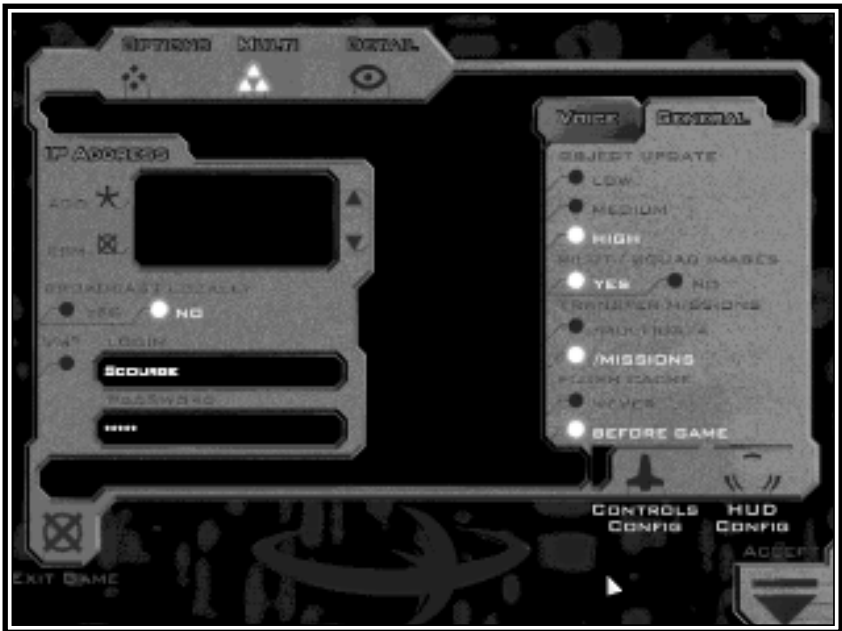 OPTIONS MULTI DETAIL
VOICE GENERAL
IP ADDRESS
ADD
REM
BROADCAST LOCALLY
YES NO
LOGIN
SCOURGE
PASSWORD
*****
OBJECT UPDATE
LOW
MEDIUM
HIGH
PILOT / SQUAD IMAGES
YES NO
TRANSFER MISSIONS
/MISSIONS
FLUSH CACHE
NEVER
BEFORE GAME
CONTROLS CONFIG
HUD CONFIG
EXIT GAME
ACCEPT